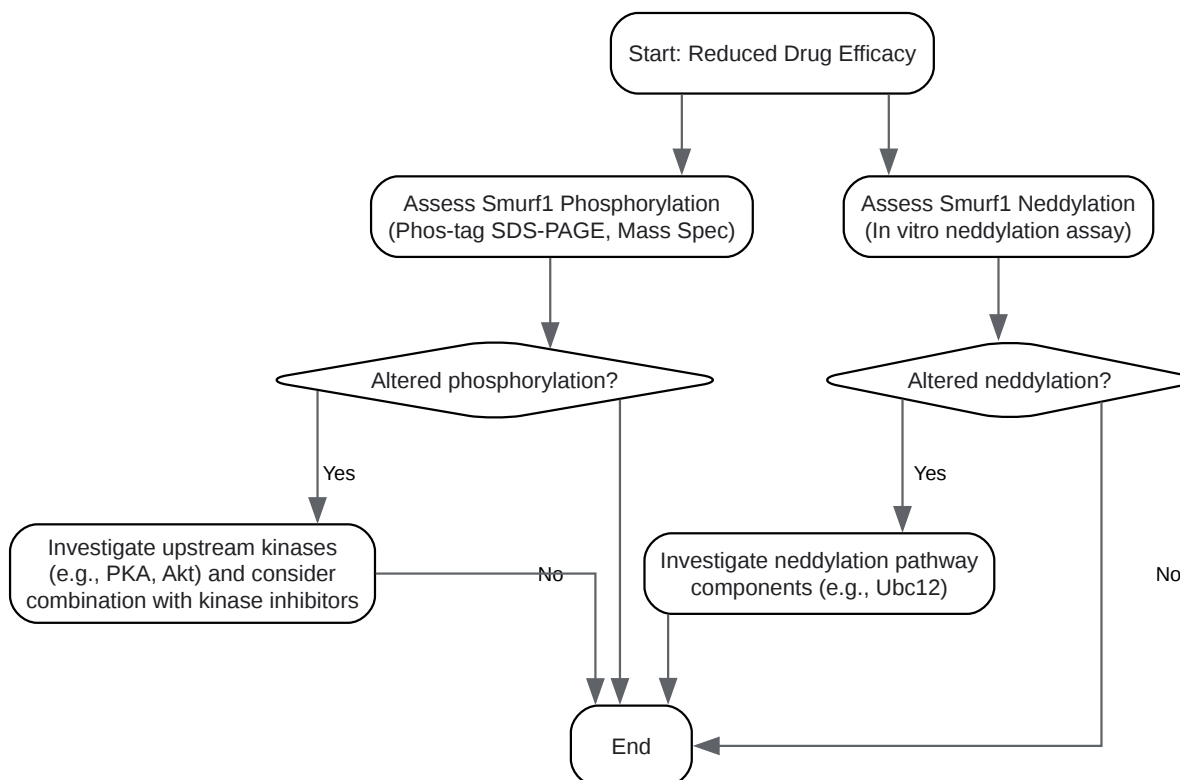 Start: Reduced Drug Efficacy
Assess Smurf1 Phosphorylation
(Phos-tag SDS-PAGE, Mass Spec)
Assess Smurf1 Neddylation
(In vitro neddylation assay)
Altered phosphorylation?
Altered neddylation?
Yes
Yes
Investigate upstream kinases
(e.g., PKA, Akt) and consider
combination with kinase inhibitors
No
Investigate neddylation pathway
components (e.g., Ubc12)
No
End